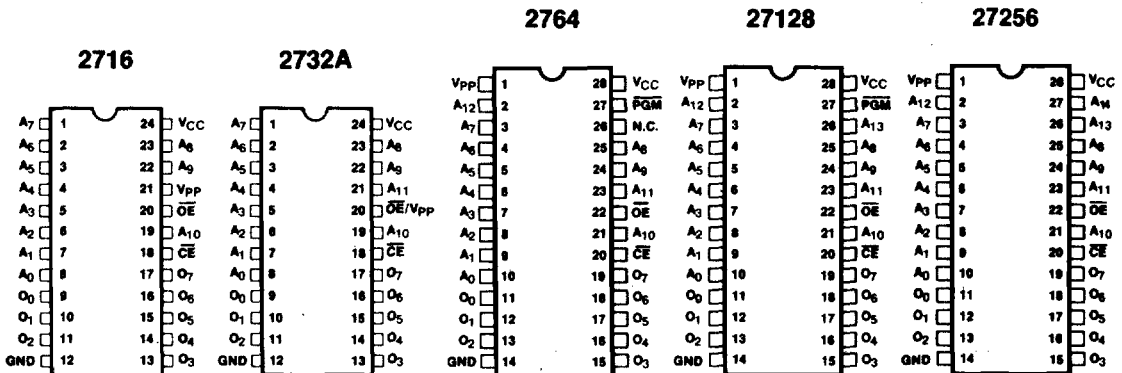 2716
A7 1 24 VCC
A6 2 23 A8
A5 3 22 A9
A4 4 21 VPP
A3 5 20 OE
A2 6 19 A10
A1 7 18 CE
A0 8 17 O7
O0 9 16 O6
O1 10 15 O5
O2 11 14 O4
GND 12 13 O3
2732A
A7 1 24 VCC
A6 2 23 A8
A5 3 22 A9
A4 4 21 A11
A3 5 20 OE/VPP
A2 6 19 A10
A1 7 18 CE
A0 8 17 O7
O0 9 16 O6
O1 10 15 O5
O2 11 14 O4
GND 12 13 O3
2764
VPP 1 28 VCC
A12 2 27 PGM
A7 3 26 N.C.
A6 4 25 A8
A5 5 24 A9
A4 6 23 A11
A3 7 22 OE
A2 8 21 A10
A1 9 20 CE
A0 10 19 O7
O0 11 18 O6
O1 12 17 O5
O2 13 16 O4
GND 14 15 O3
27128
VPP 1 28 VCC
A12 2 27 PGM
A7 3 26 A13
A6 4 25 A8
A5 5 24 A9
A4 6 23 A11
A3 7 22 OE
A2 8 21 A10
A1 9 20 CE
A0 10 19 O7
O0 11 18 O6
O1 12 17 O5
O2 13 16 O4
GND 14 15 O3
27256
VPP 1 28 VCC
A12 2 27 A14
A7 3 26 A13
A6 4 25 A8
A5 5 24 A9
A4 6 23 A11
A3 7 22 OE
A2 8 21 A10
A1 9 20 CE
A0 10 19 O7
O0 11 18 O6
O1 12 17 O5
O2 13 16 O4
GND 14 15 O3